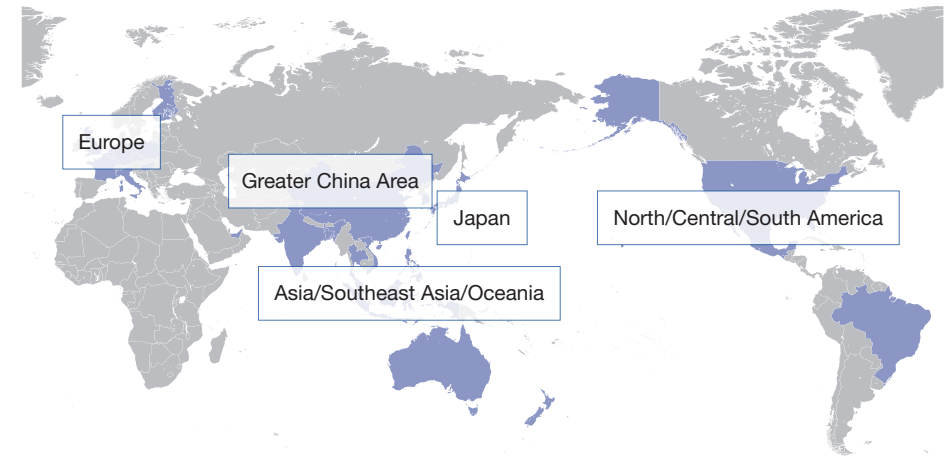 Europe
Greater China Area
Japan
North/Central/South America
Asia/Southeast Asia/Oceania